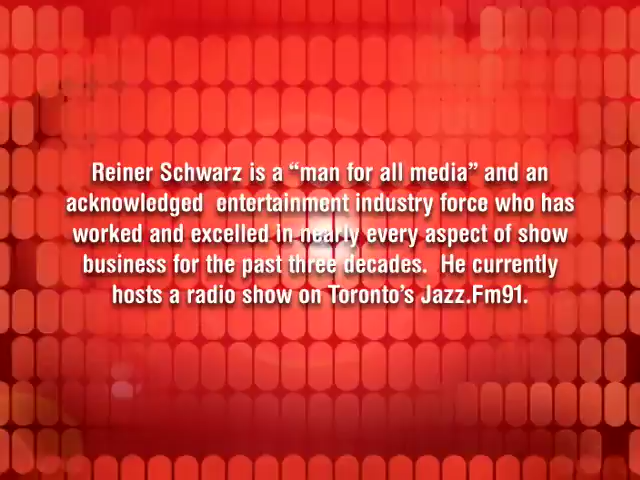 Reiner Schwarz is a “man for all media” and an
acknowledged  entertainment industry force who has
worked and excelled in nearly every aspect of show
business for the past three decades.  He currently
hosts a radio show on Toronto’s Jazz.Fm91.